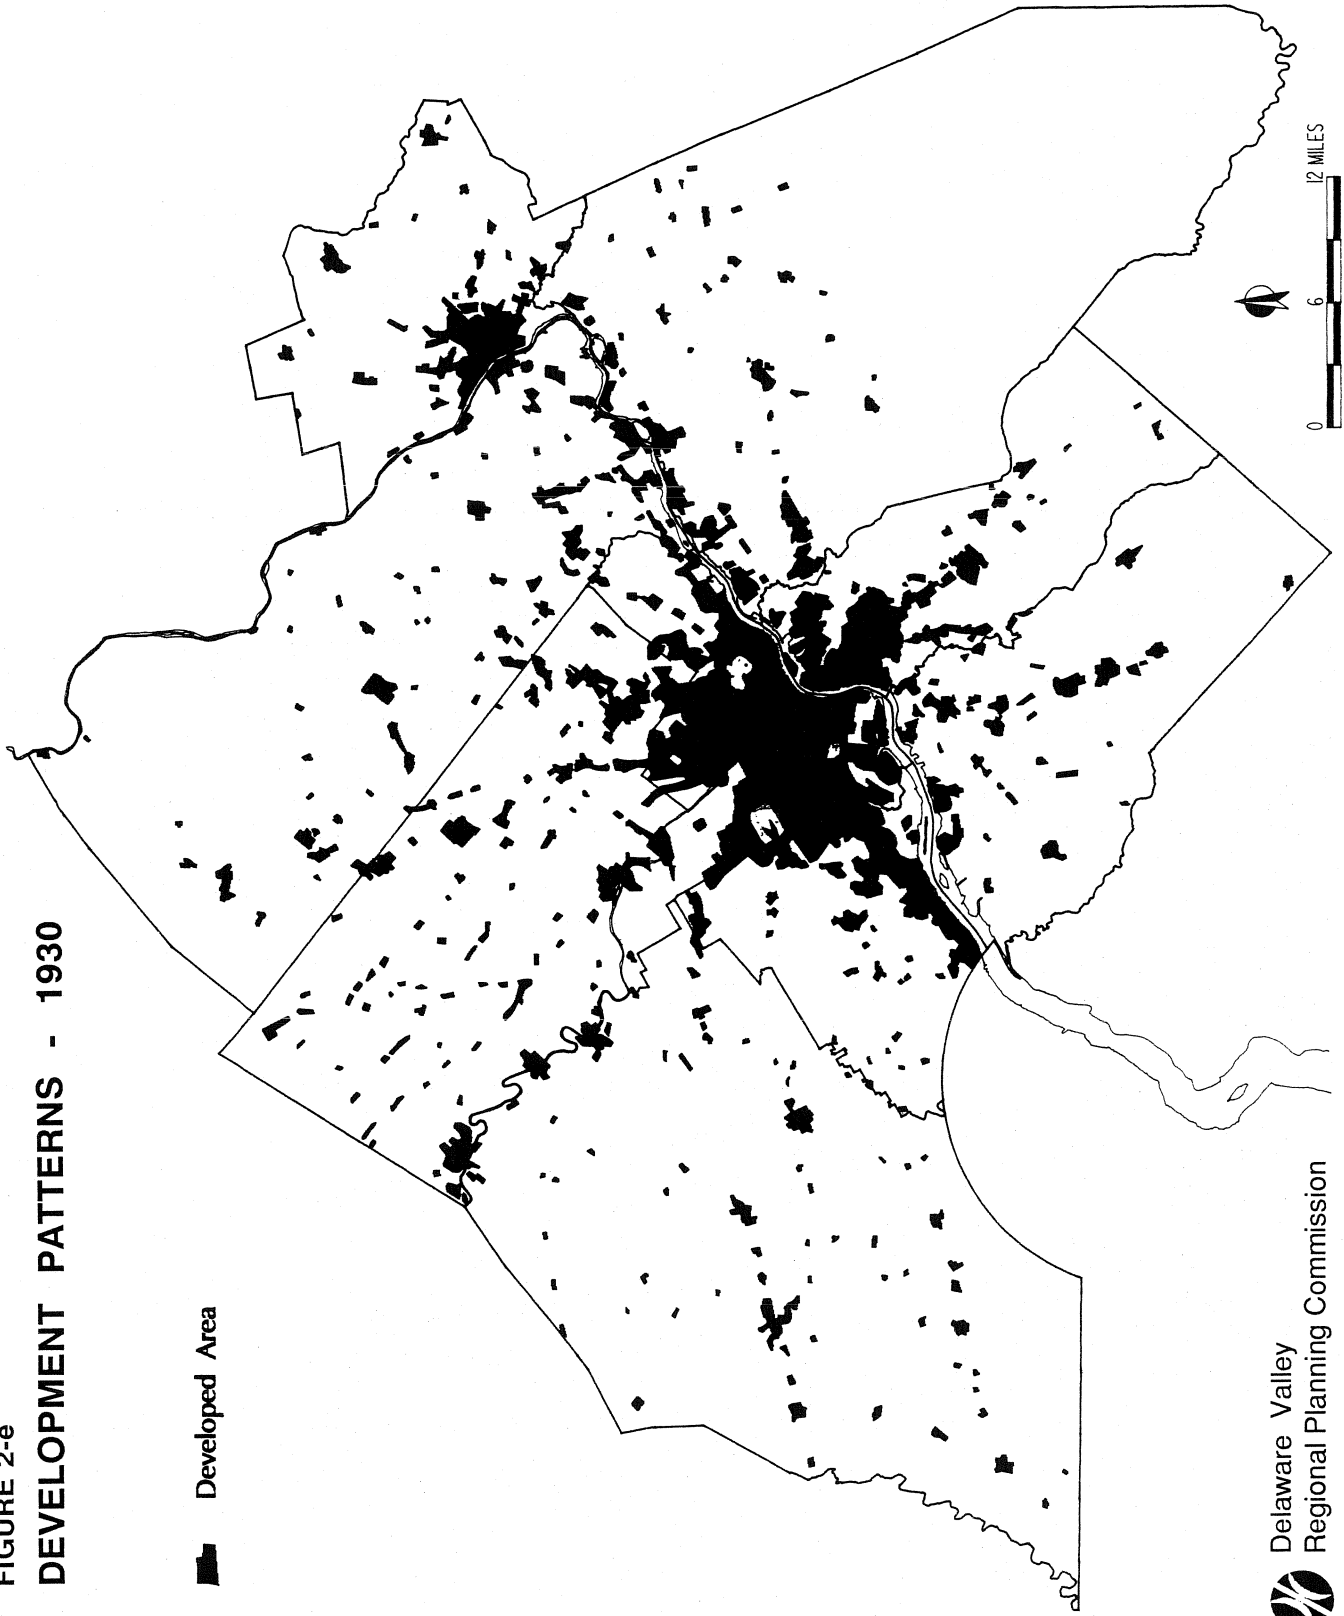 FIGURE 2-e
DEVELOPMENT PATTERNS - 1930
Developed Area
Delaware Valley
Regional Planning Commission
0 6 12 MILES